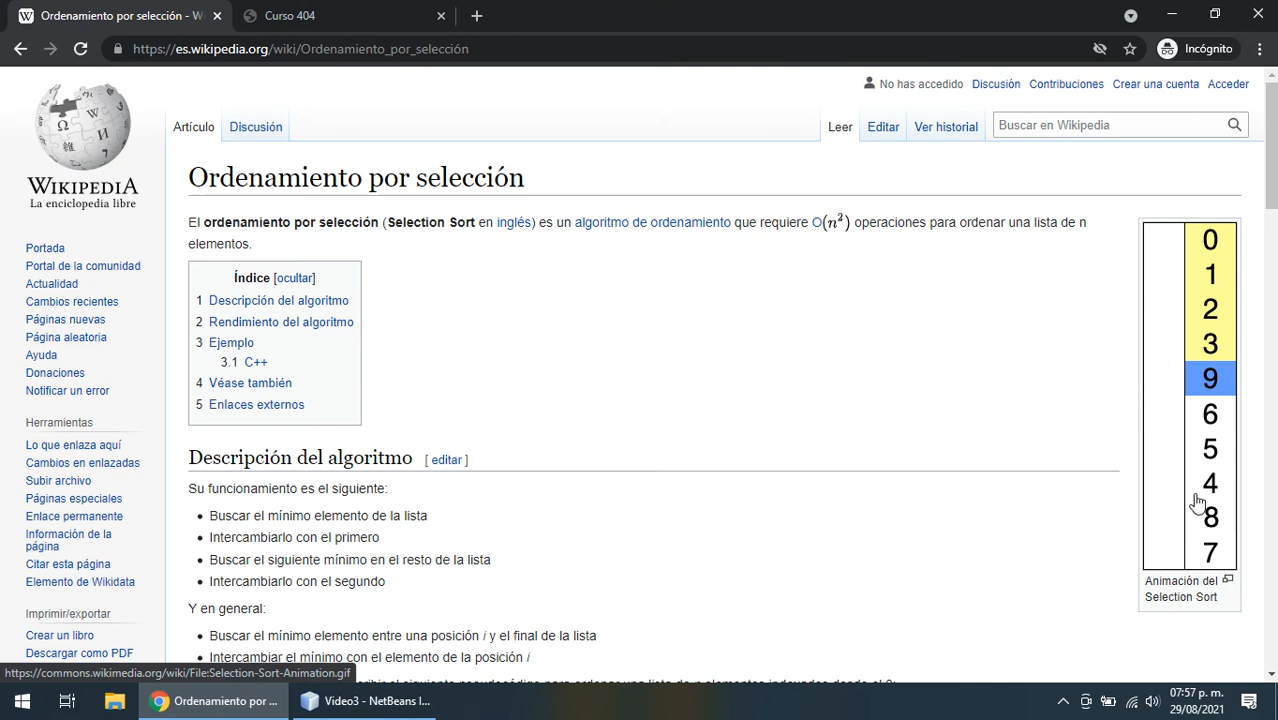 Ordenamiento por selección - W
Curso 404
https://es.wikipedia.org/wiki/Ordenamiento_por_selección
Incógnito
No has accedido Discusión Contribuciones Crear una cuenta Acceder
Artículo Discusión Leer Editar Ver historial Buscar en Wikipedia
WIKIPEDIA
La enciclopedia libre
Portada
Portal de la comunidad
Actualidad
Cambios recientes
Páginas nuevas
Página aleatoria
Ayuda
Donaciones
Notificar un error
Herramientas
Lo que enlaza aquí
Cambios en enlazadas
Subir archivo
Páginas especiales
Enlace permanente
Información de la
página
Citar esta página
Elemento de Wikidata
Imprimir/exportar
Crear un libro
Descargar como PDF
Ordenamiento por selección
El ordenamiento por selección (Selection Sort en inglés) es un algoritmo de ordenamiento que requiere O(n²) operaciones para ordenar una lista de n
elementos.
Índice [ocultar]
1 Descripción del algoritmo
2 Rendimiento del algoritmo
3 Ejemplo
3.1 C++
4 Véase también
5 Enlaces externos
Descripción del algoritmo [ editar ]
Su funcionamiento es el siguiente:
• Buscar el mínimo elemento de la lista
• Intercambiarlo con el primero
• Buscar el siguiente mínimo en el resto de la lista
• Intercambiarlo con el segundo
Y en general:
• Buscar el mínimo elemento entre una posición i y el final de la lista
• Intercambiar el mínimo con el elemento de la posición i
0
1
2
3
9
6
5
4
8
7
Animación del
Selection Sort
https://commons.wikimedia.org/wiki/File:Selection-Sort-Animation.gif
Ordenamiento por ...
Video3 - NetBeans I...
07:57 p. m.
29/08/2021